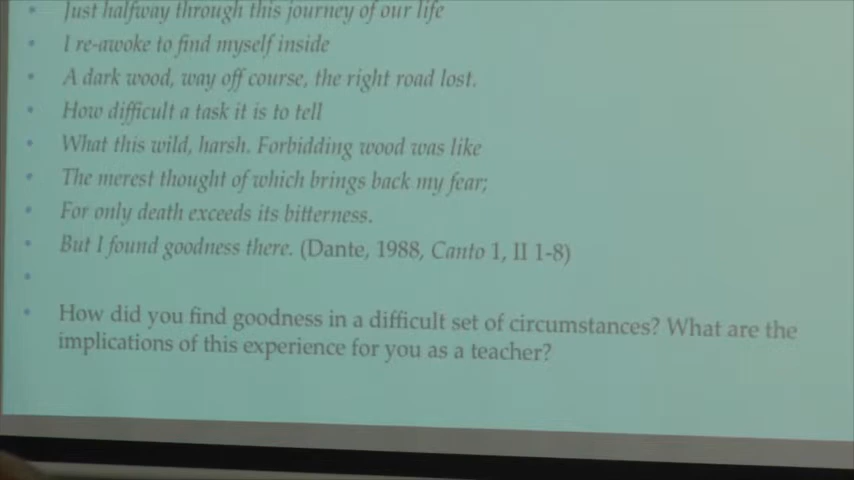 • Just halfway through this journey of our life
• I re-awoke to find myself inside
• A dark wood, way off course, the right road lost.
• How difficult a task it is to tell
• What this wild, harsh. Forbidding wood was like
• The merest thought of which brings back my fear;
• For only death exceeds its bitterness.
• But I found goodness there. (Dante, 1988, Canto 1, II 1-8)
•
• How did you find goodness in a difficult set of circumstances? What are the
implications of this experience for you as a teacher?